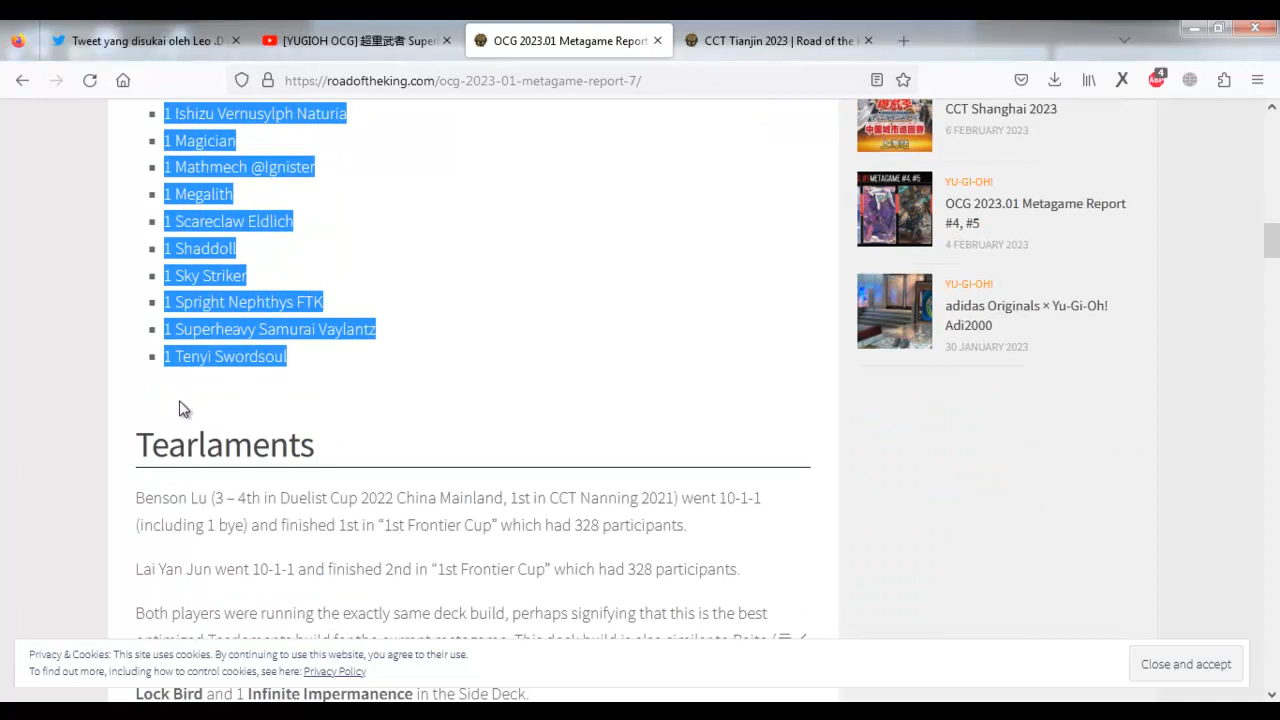 Tweet yang disukai oleh Leo .D
[YUGIOH OCG] 超重武者 Super
OCG 2023.01 Metagame Report
CCT Tianjin 2023 | Road of the
https://roadoftheking.com/ocg-2023-01-metagame-report-7/
4
1 Ishizu Vernusylph Naturia
1 Magician
1 Mathmech @Ignister
1 Megalith
1 Scareclaw Eldlich
1 Shaddoll
1 Sky Striker
1 Spright Nephthys FTK
1 Superheavy Samurai Vaylantz
1 Tenyi Swordsoul
Tearlaments
Benson Lu (3 – 4th in Duelist Cup 2022 China Mainland, 1st in CCT Nanning 2021) went 10-1-1
(including 1 bye) and finished 1st in “1st Frontier Cup” which had 328 participants.
Lai Yan Jun went 10-1-1 and finished 2nd in “1st Frontier Cup” which had 328 participants.
Both players were running the exactly same deck build, perhaps signifying that this is the best
Lock Bird and 1 Infinite Impermanence in the Side Deck.
CCT Shanghai 2023
6 FEBRUARY 2023
METAGAME #4, #5
YU-GI-OH!
OCG 2023.01 Metagame Report
#4, #5
4 FEBRUARY 2023
YU-GI-OH!
adidas Originals × Yu-Gi-Oh!
Adi2000
30 JANUARY 2023
Privacy & Cookies: This site uses cookies. By continuing to use this website, you agree to their use.
To find out more, including how to control cookies, see here: Privacy Policy
Close and accept